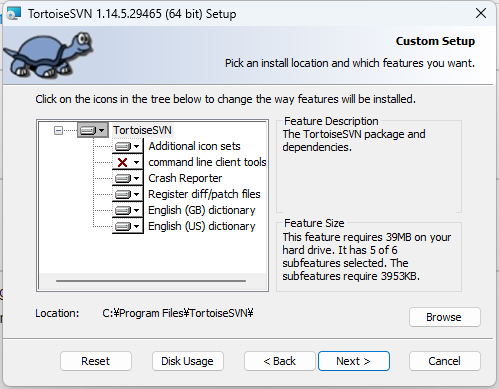 TortoiseSVN 1.14.5.29465 (64 bit) Setup
Custom Setup
Pick an install location and which features you want.
Click on the icons in the tree below to change the way features will be installed.
TortoiseSVN
Additional icon sets
command line client tools
Crash Reporter
Register diff/patch files
English (GB) dictionary
English (US) dictionary
Feature Description
The TortoiseSVN package and
dependencies.
Feature Size
This feature requires 39MB on your
hard drive. It has 5 of 6
subfeatures selected. The
subfeatures require 3953KB.
Location: C:¥Program Files¥TortoiseSVN¥
Browse
Reset Disk Usage < Back Next > Cancel